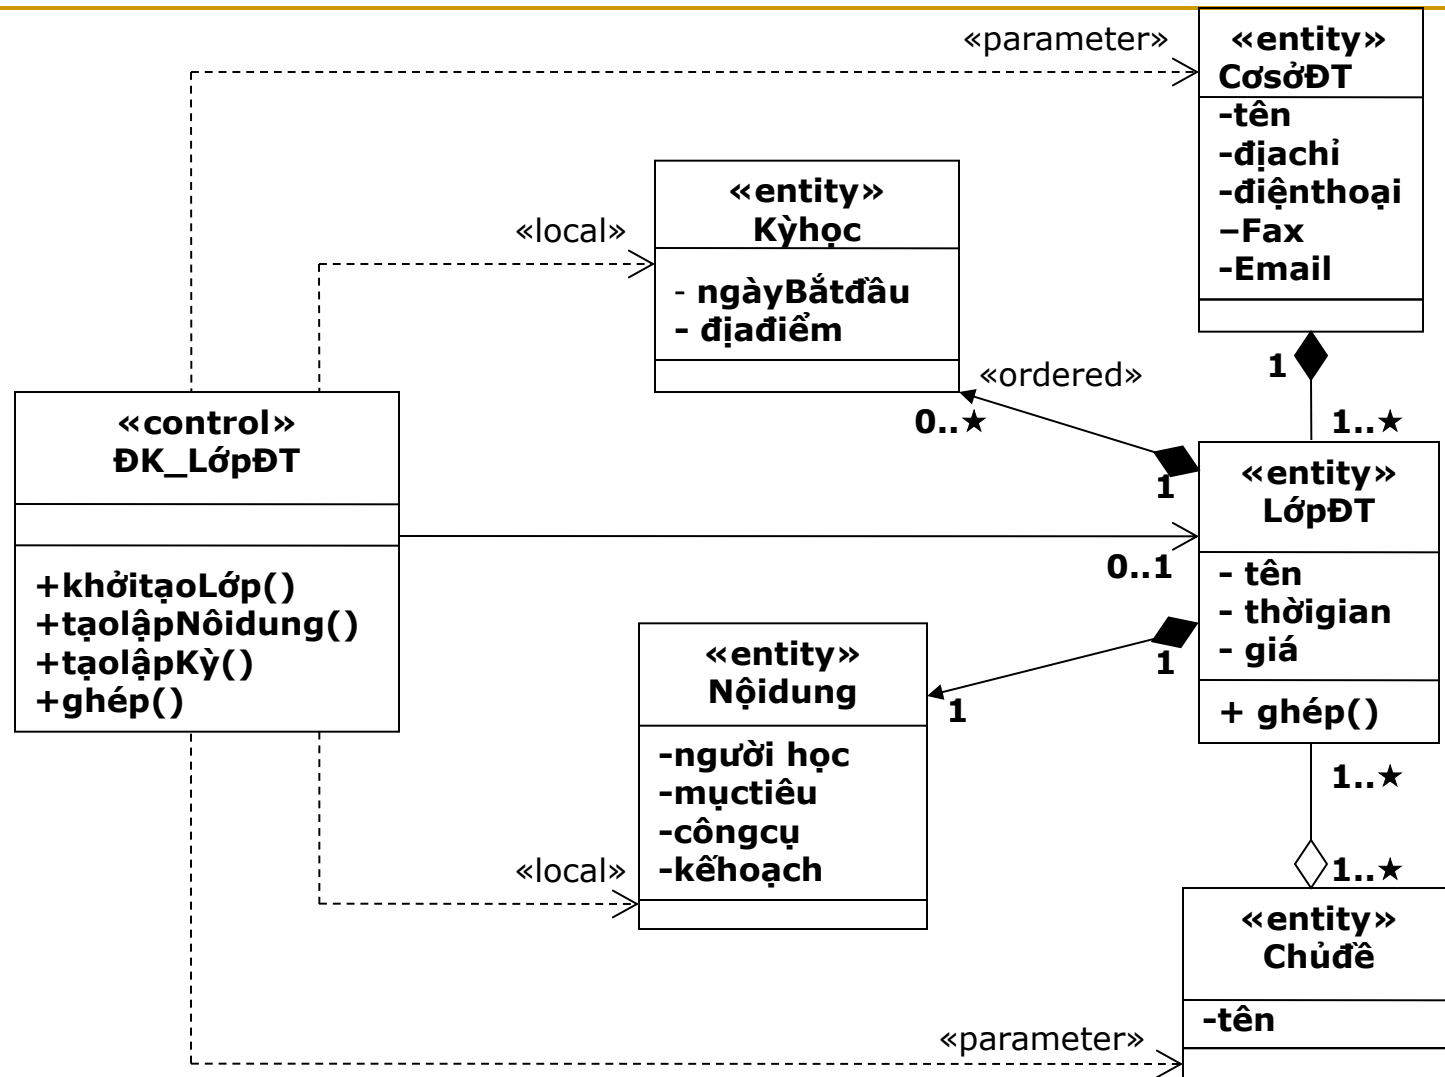 «parameter»
«entity»
CơsởĐT
-tên
-địachỉ
-điệnthoại
–Fax
-Email
«local»
«entity»
Kỳhọc
- ngàyBắtđầu
- địađiểm
«ordered»
0..★
1
1
1..★
«control»
ĐK_LớpĐT
+khởitạoLớp()
+tạolậpNôidung()
+tạolậpKỳ()
+ghép()
0..1
«entity»
LớpĐT
- tên
- thờigian
- giá
+ ghép()
«entity»
Nộidung
-người học
-mụctiêu
-côngcụ
-kếhoạch
1
1
«local»
1..★
1..★
«entity»
Chủđề
-tên
«parameter»